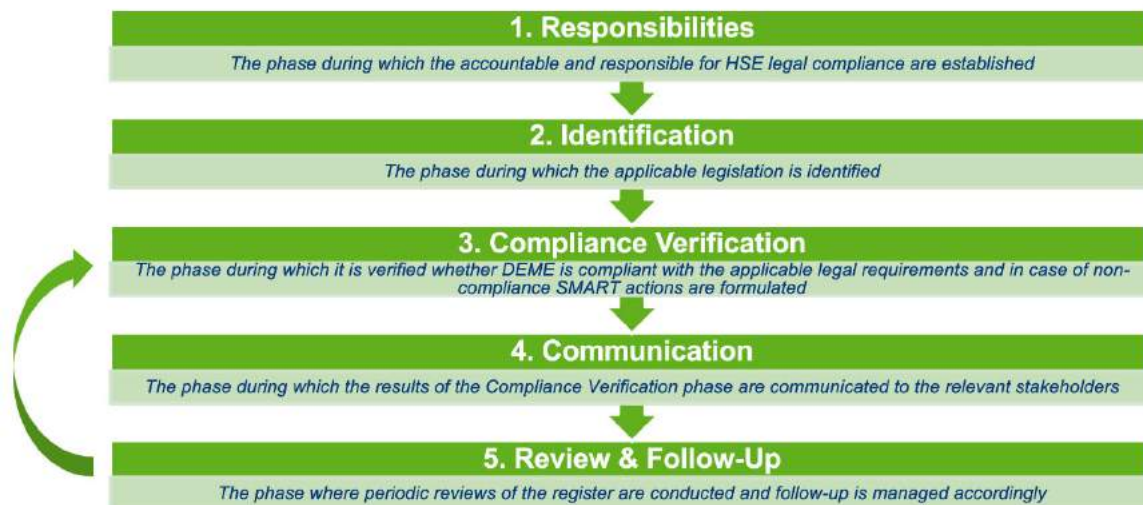 1. Responsibilities
The phase during which the accountable and responsible for HSE legal compliance are established
2. Identification
The phase during which the applicable legislation is identified
3. Compliance Verification
The phase during which it is verified whether DEME is compliant with the applicable legal requirements and in case of non-
compliance SMART actions are formulated
4. Communication
The phase during which the results of the Compliance Verification phase are communicated to the relevant stakeholders
5. Review & Follow-Up
The phase where periodic reviews of the register are conducted and follow-up is managed accordingly